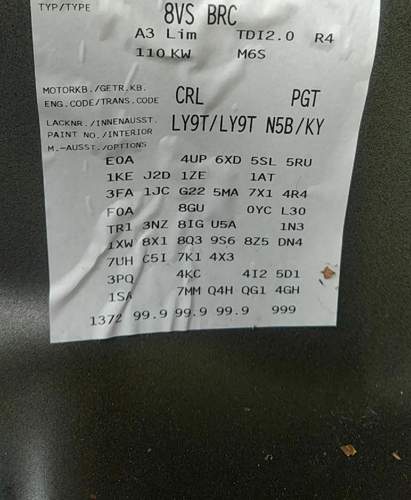 TYP/TYPE 8VS BRC
A3 Lim TDI2.0 R4
110 KW M6S
MOTORKB./GETR.KB.
ENG.CODE/TRANS.CODE CRL PGT
LACKNR./INNENAUSST.
PAINT NO./INTERIOR LY9T/LY9T N5B/KY
M.-AUSST./OPTIONS
E0A 4UP 6XD 5SL 5RU
1KE J2D 1ZE 1AT
3FA 1JC G22 5MA 7X1 4R4
F0A 8GU 0YC L30
TR1 3NZ 8IG U5A 1N3
1XW 8X1 8Q3 9S6 8Z5 DN4
7UH C5I 7K1 4X3
3PQ 4KC 4I2 5D1
1SA 7MM Q4H QG1 4GH
1372 99.9 99.9 99.9 999